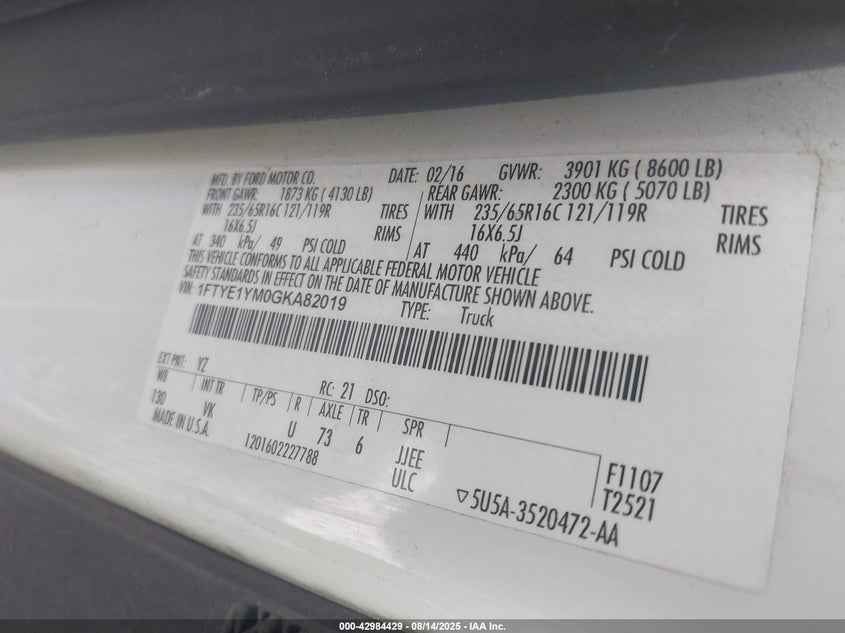 MFD. BY FORD MOTOR CO.
DATE: 02/16 GVWR: 3901 KG ( 8600 LB)
FRONT GAWR: 1873 KG ( 4130 LB)
REAR GAWR: 2300 KG ( 5070 LB)
WITH 235/65R16C 121/119R TIRES
WITH 235/65R16C 121/119R TIRES
16X6.5J RIMS
16X6.5J RIMS
AT 340 kPa/ 49 PSI COLD
AT 440 kPa/ 64 PSI COLD
THIS VEHICLE CONFORMS TO ALL APPLICABLE FEDERAL MOTOR VEHICLE
SAFETY STANDARDS IN EFFECT ON THE DATE OF MANUFACTURE SHOWN ABOVE.
VIN: 1FTYE1YM0GKA82019
TYPE: Truck
EXT PNT: YZ RC: 21 DSO:
WB INT TR TP/PS R AXLE TR SPR
130 VK U 73 6 JJEE
MADE IN U.S.A. 1201602227788 ULC
F1107
T2521
▽5U5A-3520472-AA
000-42984429 - 08/14/2025 - IAA Inc.